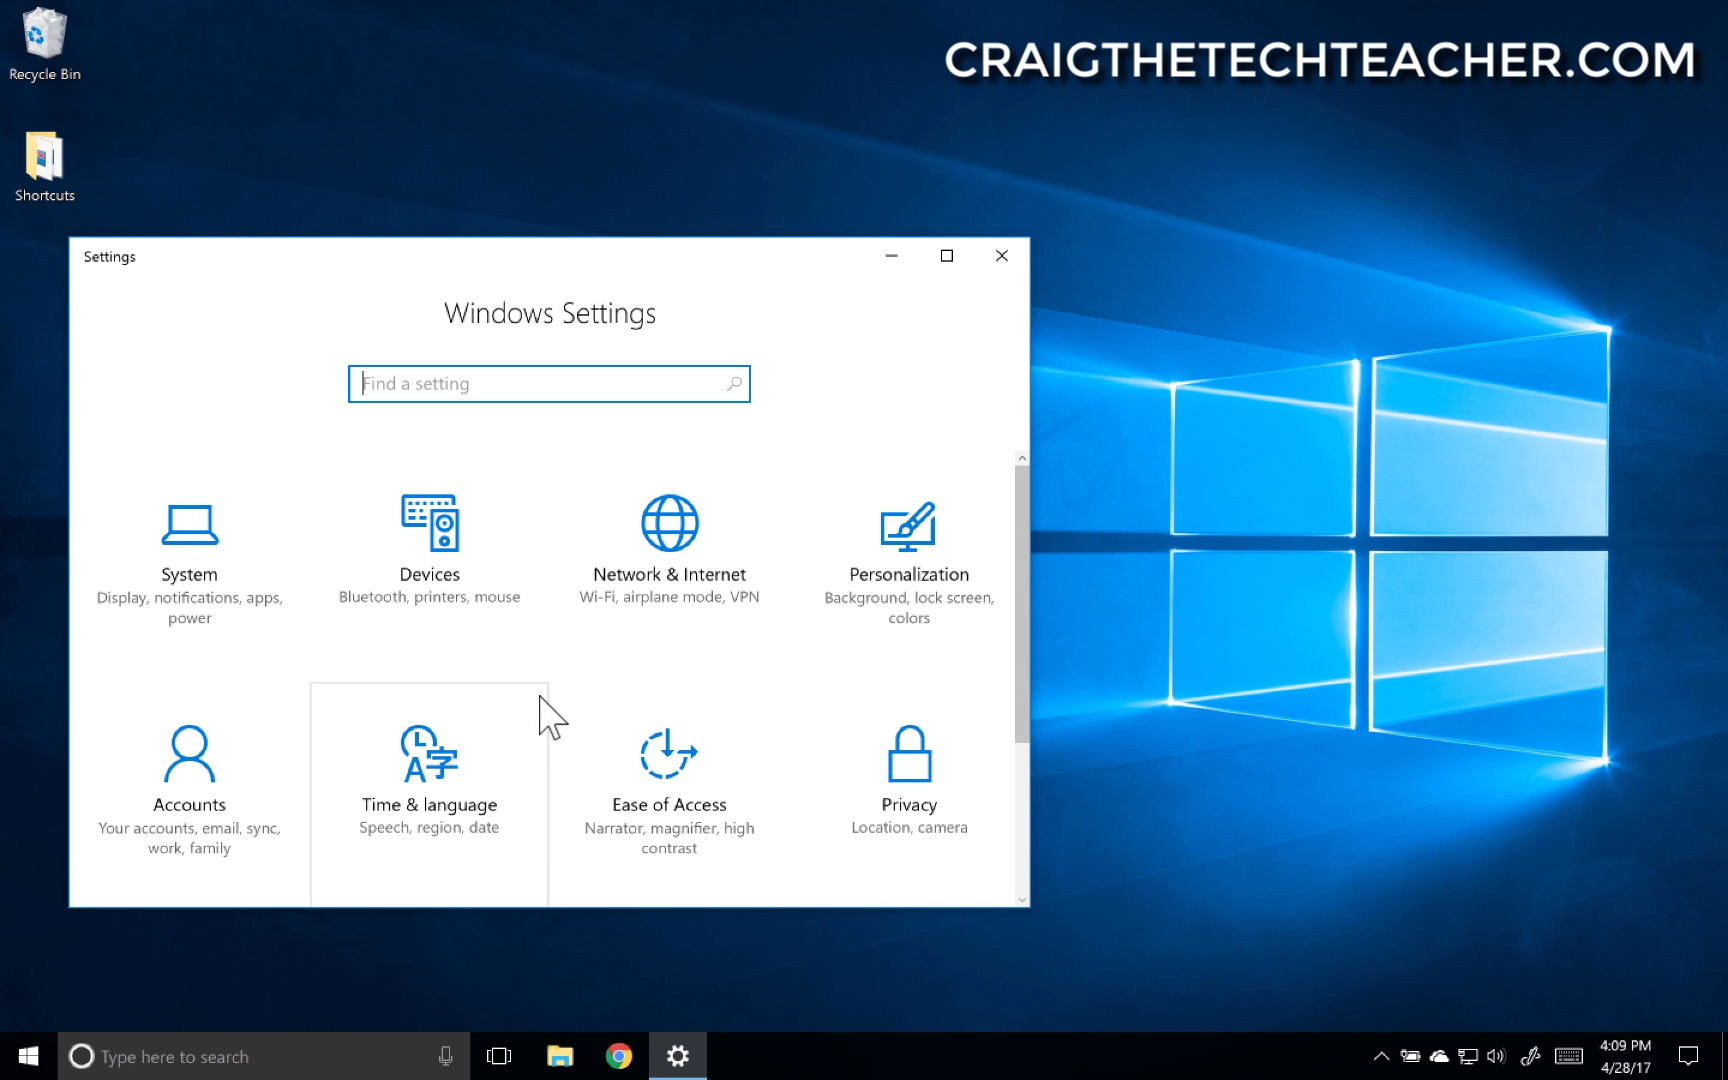 Recycle Bin
CRAIGTHETECHTEACHER.COM
Shortcuts
Settings
Windows Settings
Find a setting
System
Display, notifications, apps,
power
Devices
Bluetooth, printers, mouse
Network & Internet
Wi-Fi, airplane mode, VPN
Personalization
Background, lock screen,
colors
Accounts
Your accounts, email, sync,
work, family
Time & language
Speech, region, date
Ease of Access
Narrator, magnifier, high
contrast
Privacy
Location, camera
Type here to search
4:09 PM
4/28/17